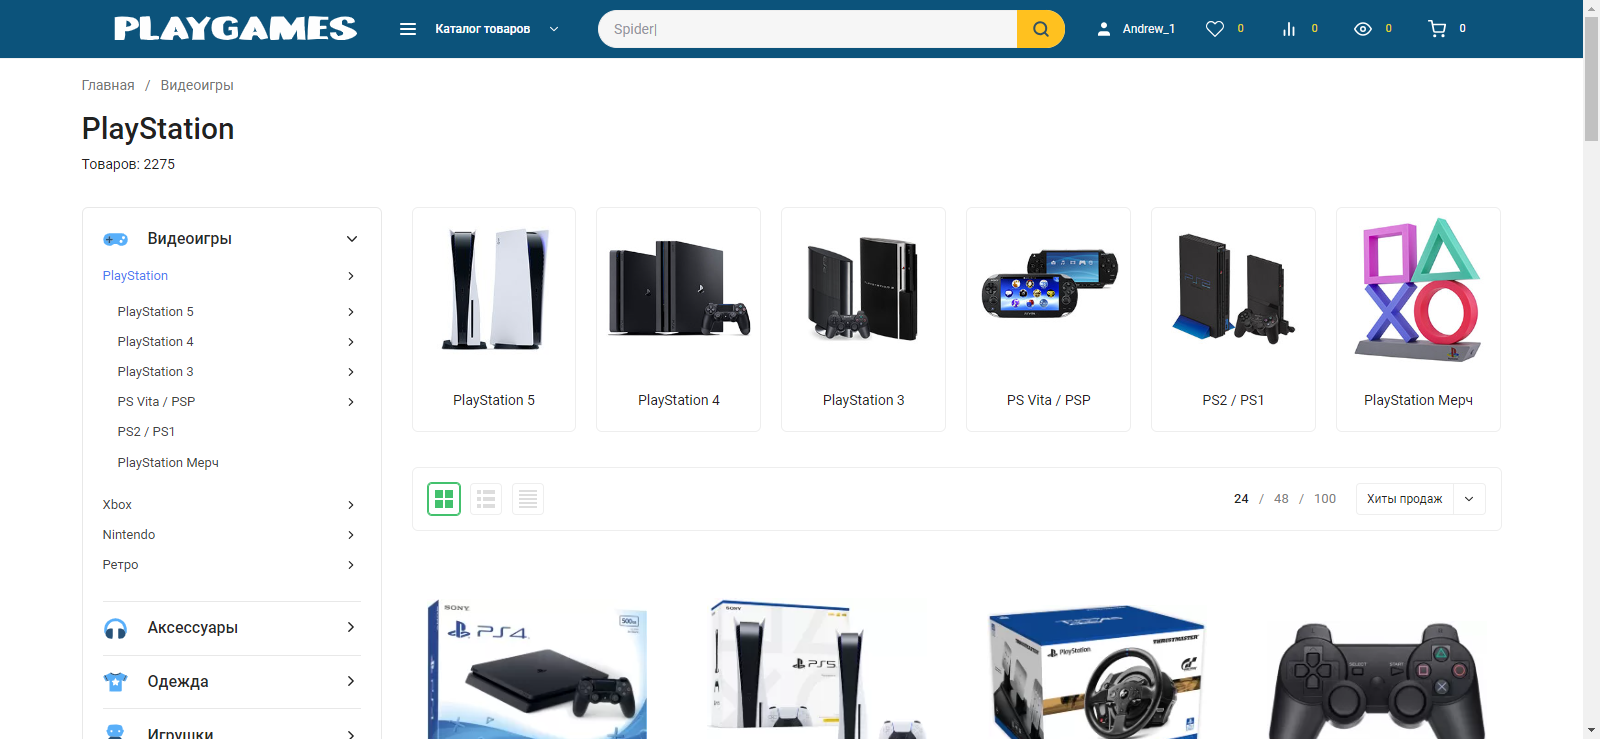 PLAYGAMES
Каталог товаров
Spider
Andrew_1
0
0
0
0
Главная / Видеоигры
PlayStation
Товаров: 2275
Видеоигры
PlayStation
PlayStation 5
PlayStation 4
PlayStation 3
PS Vita / PSP
PS2 / PS1
PlayStation Мерч
Xbox
Nintendo
Ретро
Аксессуары
Одежда
Игрушки
PlayStation 5
PlayStation 4
PlayStation 3
PS Vita / PSP
PS2 / PS1
PlayStation Мерч
24 / 48 / 100
Хиты продаж
SONY
PS4
500GB
SONY
PS5
THRUSTMASTER
PlayStation
GT
SELECT
START